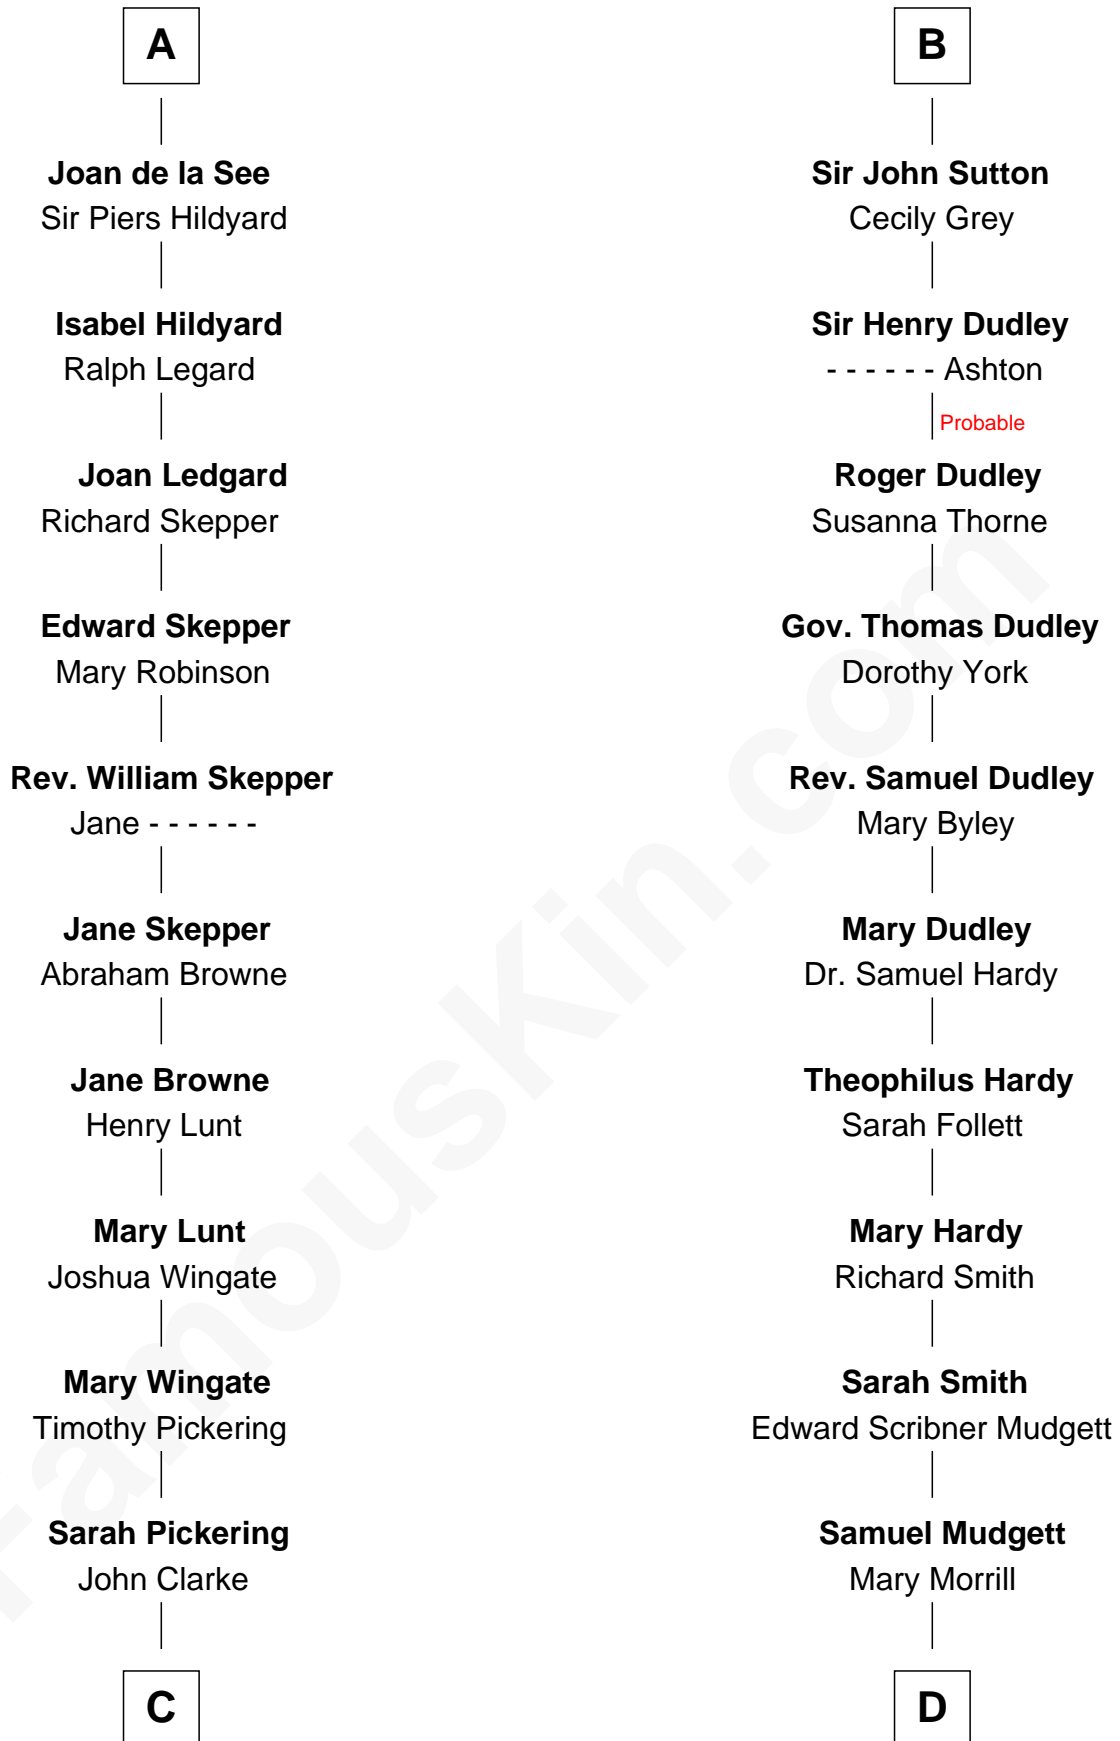 A
Joan de la See
Sir Piers Hildyard
Isabel Hildyard
Ralph Legard
Joan Ledgard
Richard Skepper
Edward Skepper
Mary Robinson
Rev. William Skepper
Jane - - - - - -
Jane Skepper
Abraham Browne
Jane Browne
Henry Lunt
Mary Lunt
Joshua Wingate
Mary Wingate
Timothy Pickering
Sarah Pickering
John Clarke
C
B
Sir John Sutton
Cecily Grey
Sir Henry Dudley
- - - - - - Ashton
Probable
Roger Dudley
Susanna Thorne
Gov. Thomas Dudley
Dorothy York
Rev. Samuel Dudley
Mary Byley
Mary Dudley
Dr. Samuel Hardy
Theophilus Hardy
Sarah Follett
Mary Hardy
Richard Smith
Sarah Smith
Edward Scribner Mudgett
Samuel Mudgett
Mary Morrill
D
FamousKin.com